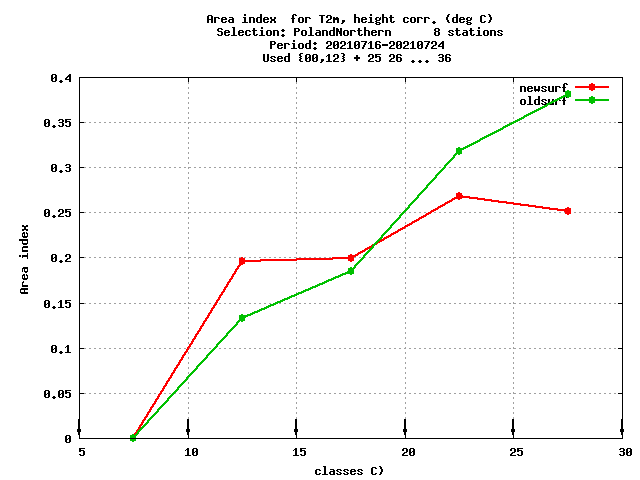 Area index  for T2m, height corr. (deg C)
Selection: PolandNorthern      8 stations
Period: 20210716-20210724
Used {00,12} + 25 26 ... 36
newsurf
oldsurf
0.4
0.35
0.3
0.25
0.2
0.15
0.1
0.05
0
Area index
5 10 15 20 25 30
classes C)